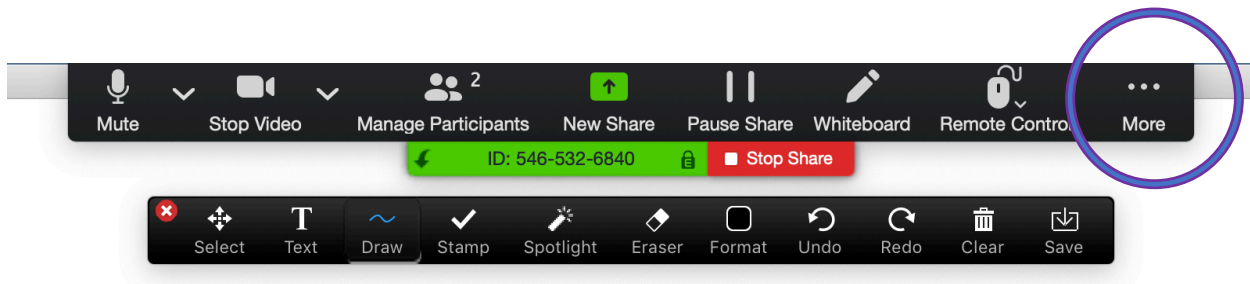 2
Mute Stop Video Manage Participants New Share Pause Share Whiteboard Remote Control More
ID: 546-532-6840 Stop Share
T
Select Text Draw Stamp Spotlight Eraser Format Undo Redo Clear Save